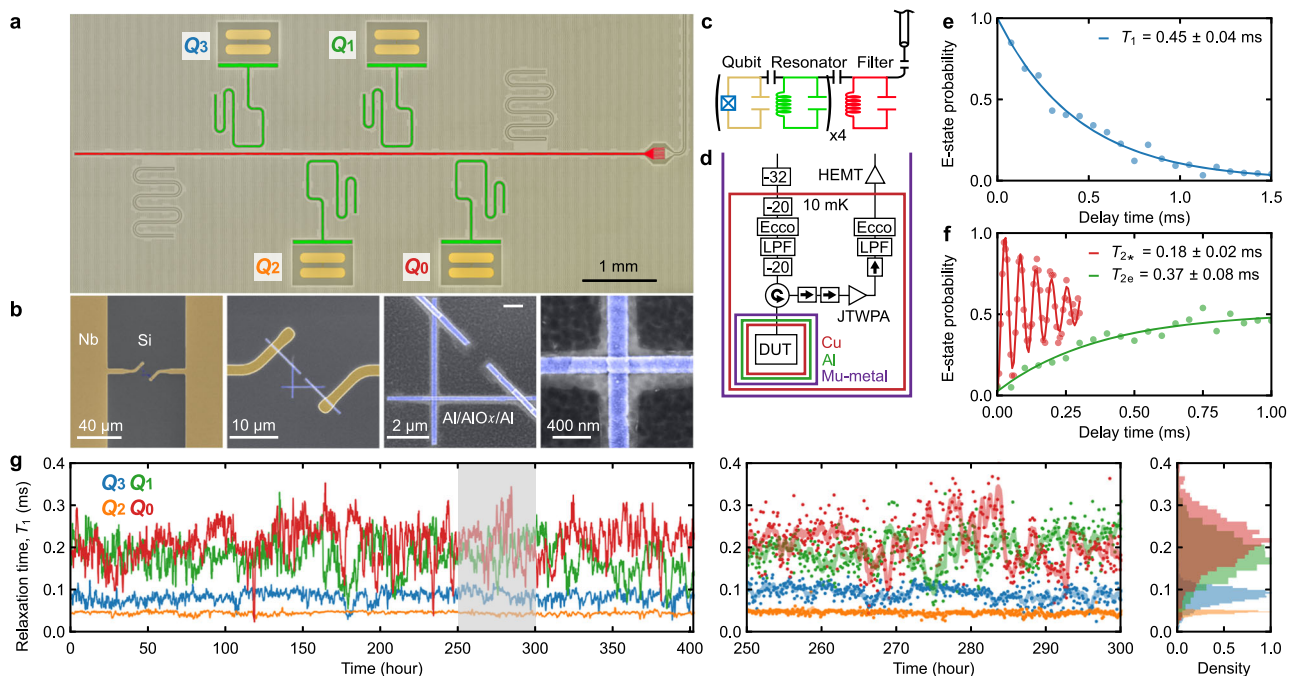 a
Q3
Q1
Q2
Q0
1 mm
b
Nb
Si
40 μm
10 μm
2 μm
Al/AlOx/Al
400 nm
c
Qubit
Resonator
Filter
x4
d
-32
HEMT
-20
10 mK
Ecco
Ecco
LPF
LPF
-20
JTWPA
DUT
Cu
Al
Mu-metal
e
E-state probability
1.0
0.5
0.0
T1 = 0.45 ± 0.04 ms
0.0 0.5 1.0 1.5
Delay time (ms)
f
E-state probability
1.0
0.5
0.0
T2* = 0.18 ± 0.02 ms
T2e = 0.37 ± 0.08 ms
0.00 0.25 0.50 0.75 1.00
Delay time (ms)
g
Relaxation time, T1 (ms)
0.4
0.3
0.2
0.1
0.0
Q3 Q1
Q2 Q0
0 50 100 150 200 250 300 350 400
Time (hour)
0.4
0.3
0.2
0.1
0.0
250 260 270 280 290 300
Time (hour)
0.4
0.3
0.2
0.1
0.0
0.0 0.5 1.0
Density